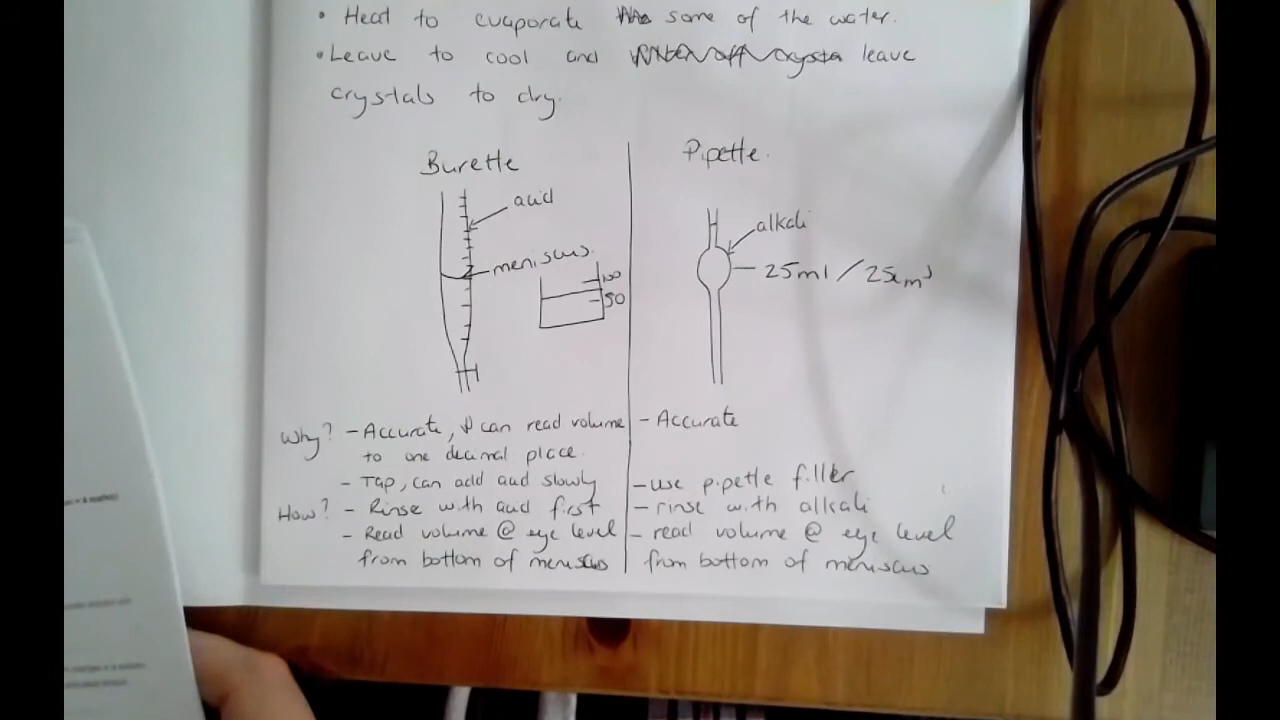 • Heat to evaporate some of the water.
• Leave to cool and leave
crystals to dry.
Burette
acid
meniscus.
100
50
Pipette.
alkali
25ml / 25cm³
Why? - Accurate, can read volume
to one decimal place.
- Tap, can add acid slowly
How? - Rinse with acid first
- Read volume @ eye level
from bottom of meniscus
- Accurate
- use pipette filler
- rinse with alkali
- read volume @ eye level
from bottom of meniscus